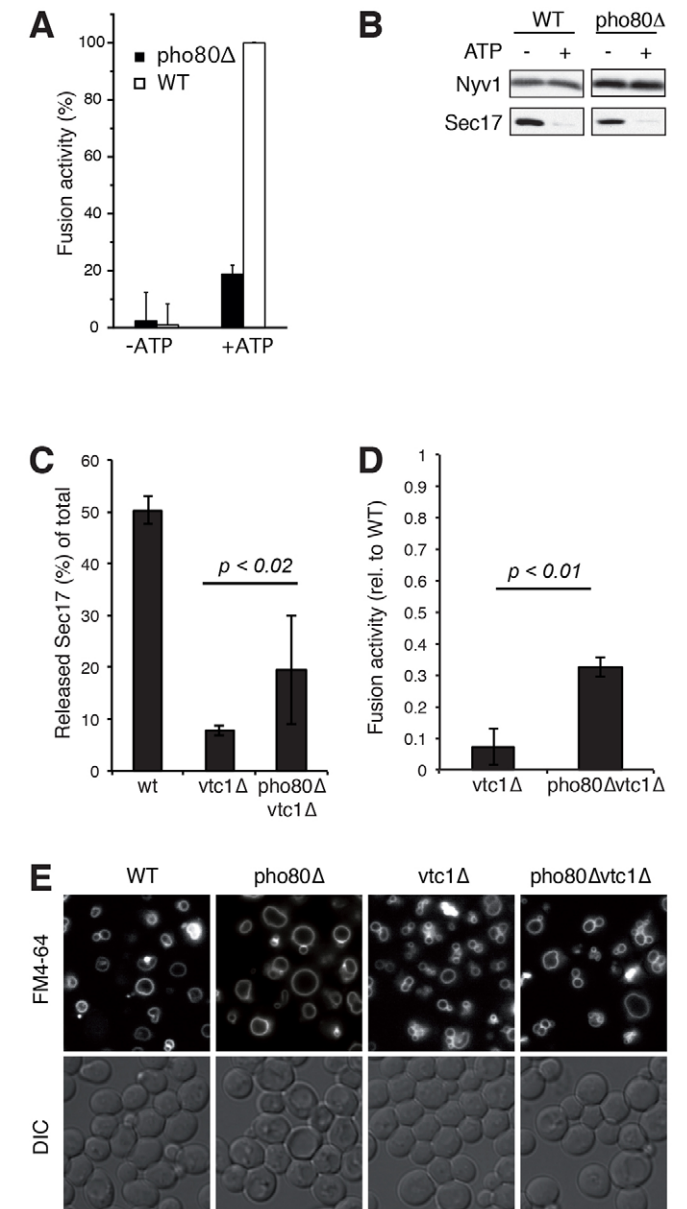 A
Fusion activity (%)
100
80
60
40
20
0
pho80Δ
WT
-ATP
+ATP
B
WT pho80Δ
ATP - + - +
Nyv1
Sec17
C
Released Sec17 (%) of total
60
50
40
30
20
10
0
p < 0.02
wt vtc1Δ pho80Δ
vtc1Δ
D
Fusion activity (rel. to WT)
1
0.9
0.8
0.7
0.6
0.5
0.4
0.3
0.2
0.1
0
p < 0.01
vtc1Δ pho80Δvtc1Δ
E
WT pho80Δ vtc1Δ pho80Δvtc1Δ
FM4-64
DIC